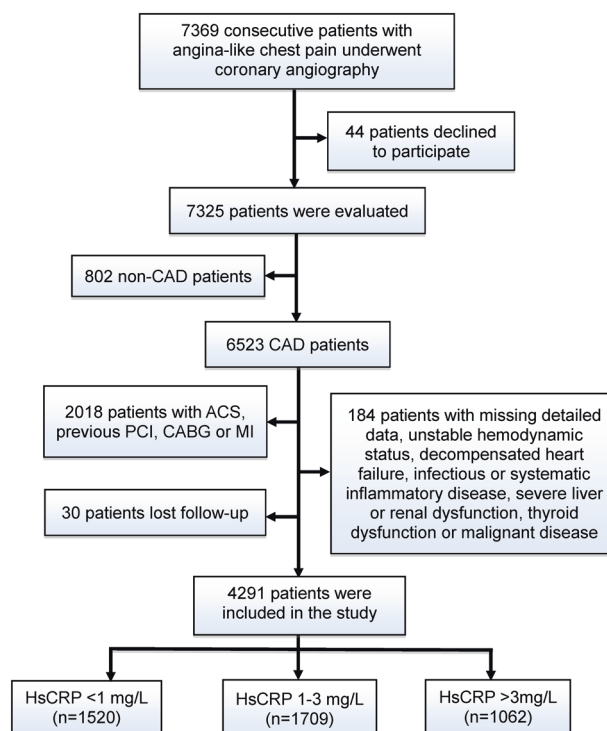 7369 consecutive patients with
angina-like chest pain underwent
coronary angiography
44 patients declined
to participate
7325 patients were evaluated
802 non-CAD patients
6523 CAD patients
2018 patients with ACS,
previous PCI, CABG or MI
184 patients with missing detailed
data, unstable hemodynamic
status, decompensated heart
failure, infectious or systematic
inflammatory disease, severe liver
or renal dysfunction, thyroid
dysfunction or malignant disease
30 patients lost follow-up
4291 patients were
included in the study
HsCRP <1 mg/L
(n=1520)
HsCRP 1-3 mg/L
(n=1709)
HsCRP >3mg/L
(n=1062)